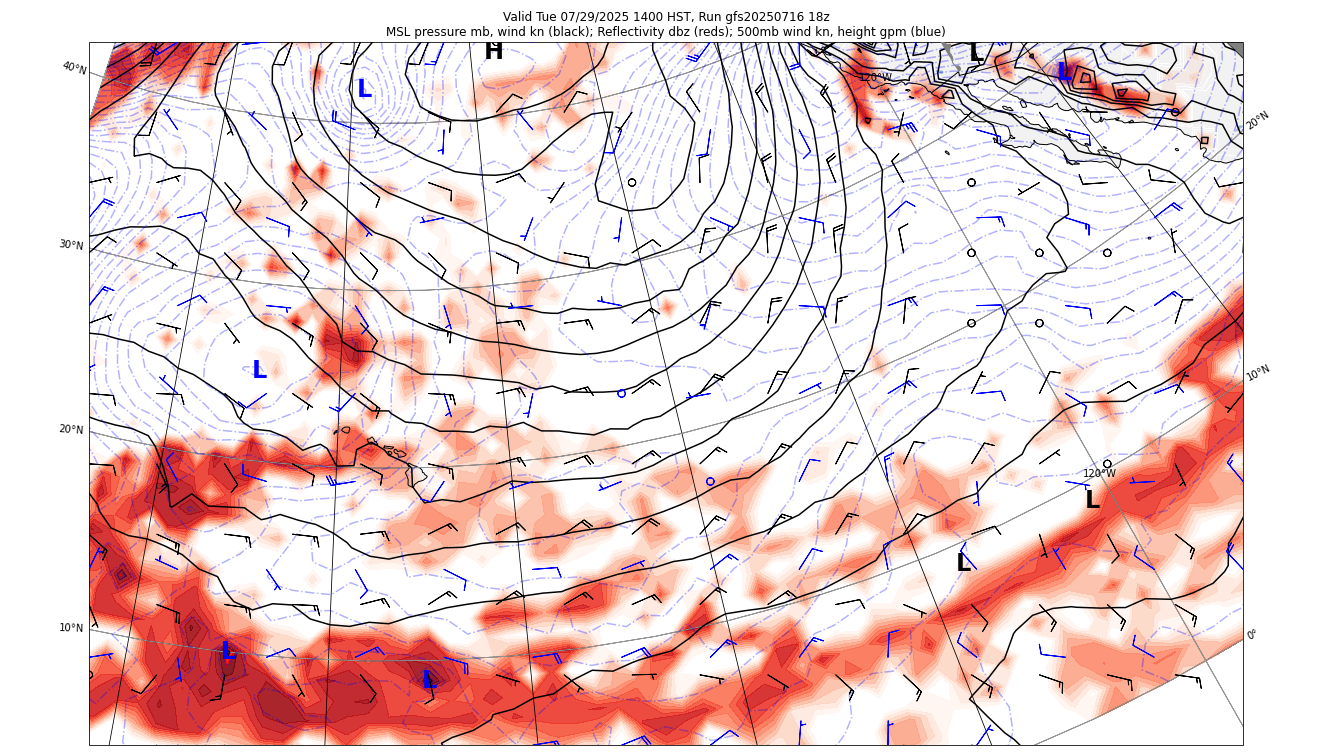 Valid Tue 07/29/2025 1400 HST, Run gfs20250716 18z
MSL pressure mb, wind kn (black); Reflectivity dbz (reds); 500mb wind kn, height gpm (blue)
H
L
40°N
L
120°W
L
20°N
30°N
L
10°N
20°N
L
120°W
L
L
10°N
0°
L
L